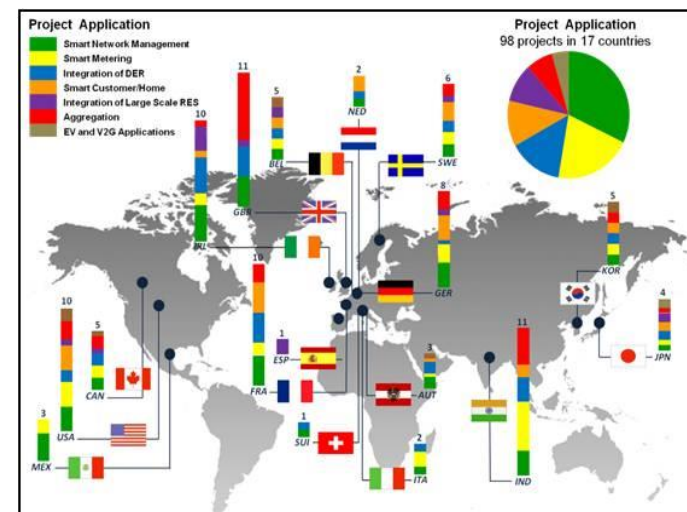 Project Application
Smart Network Management
Smart Metering
Integration of DER
Smart Customer/Home
Integration of Large Scale RES
Aggregation
EV and V2G Applications
Project Application
98 projects in 17 countries
10
IRL
11
GBR
5
BEL
2
NED
6
SWE
8
GER
5
KOR
4
JPN
10
USA
5
CAN
3
MEX
10
FRA
1
ESP
1
SUI
3
AUT
2
ITA
11
IND